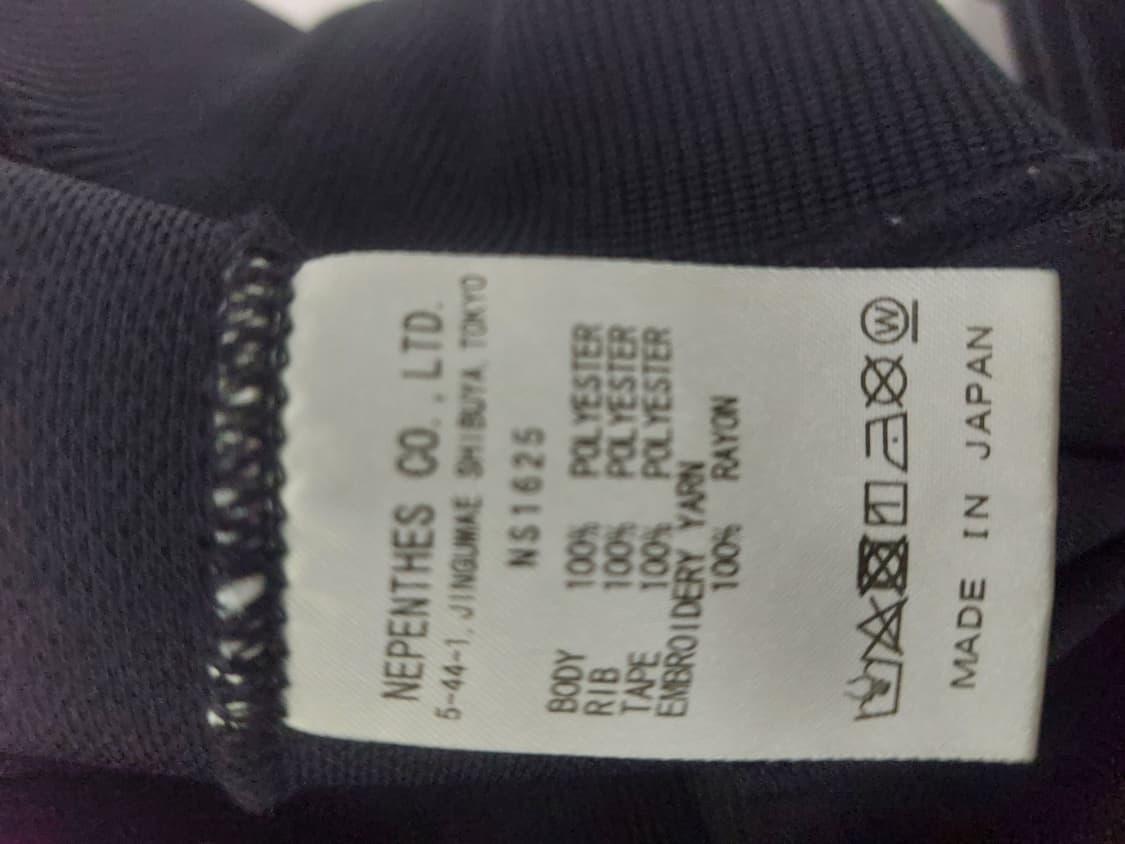 NEPENTHES CO., LTD.
5-44-1, JINGUMAE SHIBUYA, TOKYO
NS1625
BODY 100% POLYESTER
RIB 100% POLYESTER
TAPE 100% POLYESTER
EMBROIDERY YARN
100% RAYON
W
MADE IN JAPAN